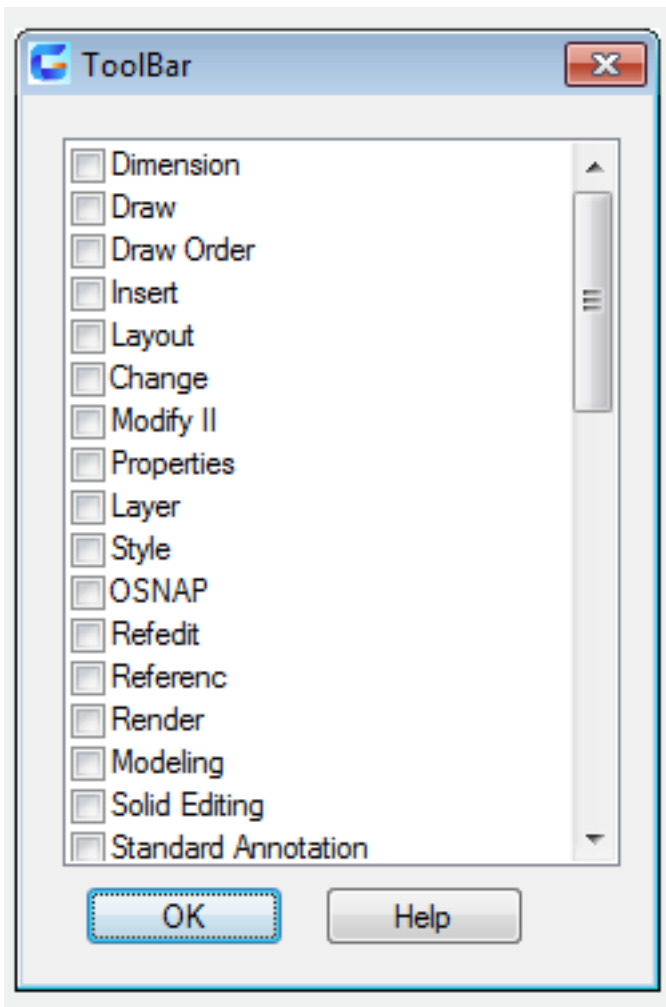 ToolBar
Dimension
Draw
Draw Order
Insert
Layout
Change
Modify II
Properties
Layer
Style
OSNAP
Refedit
Referenc
Render
Modeling
Solid Editing
Standard Annotation
OK
Help